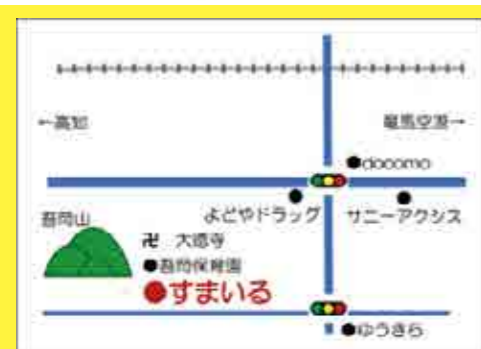 ←高知
竜馬空港→
●docomo
よどやドラッグ
サニーアクシス
吾岡山
卍 大徳寺
●吾岡保育園
●すまいる
●ゆうきら